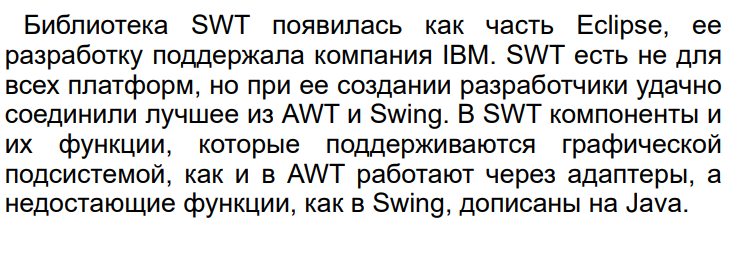 Библиотека SWT появилась как часть Eclipse, ее
разработку поддержала компания IBM. SWT есть не для
всех платформ, но при ее создании разработчики удачно
соединили лучшее из AWT и Swing. В SWT компоненты и
их функции, которые поддерживаются графической
подсистемой, как и в AWT работают через адаптеры, а
недостающие функции, как в Swing, дописаны на Java.